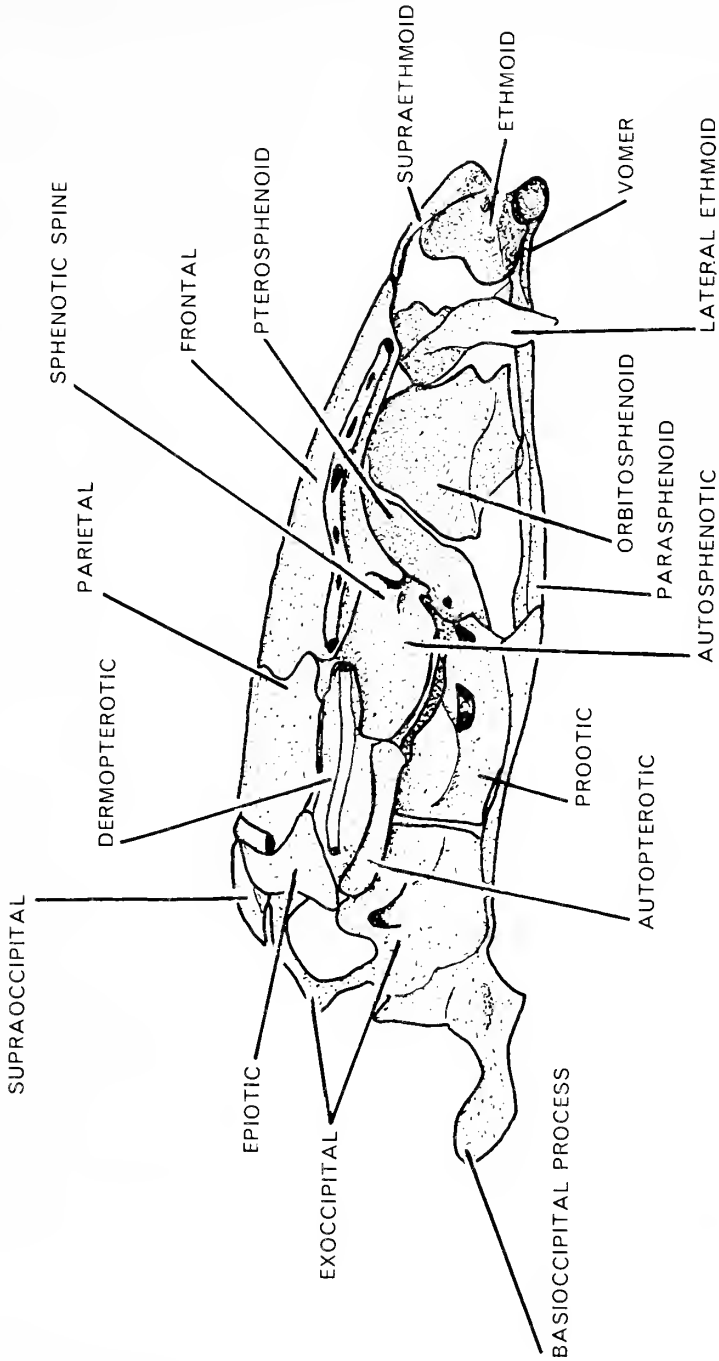 SUPRAOCCIPITAL
DERMOPTEROTIC
PARIETAL
SPHENOTIC SPINE
FRONTAL
PTEROSPHENOID
SUPRAETHMOID
ETHMOID
VOMER
LATERAL ETHMOID
ORBITOSPHENOID
PARASPHENOID
AUTOSPHENOTIC
PROOTIC
AUTOPTEROTIC
EPIOTIC
EXOCCIPITAL
BASIOCCIPITAL PROCESS